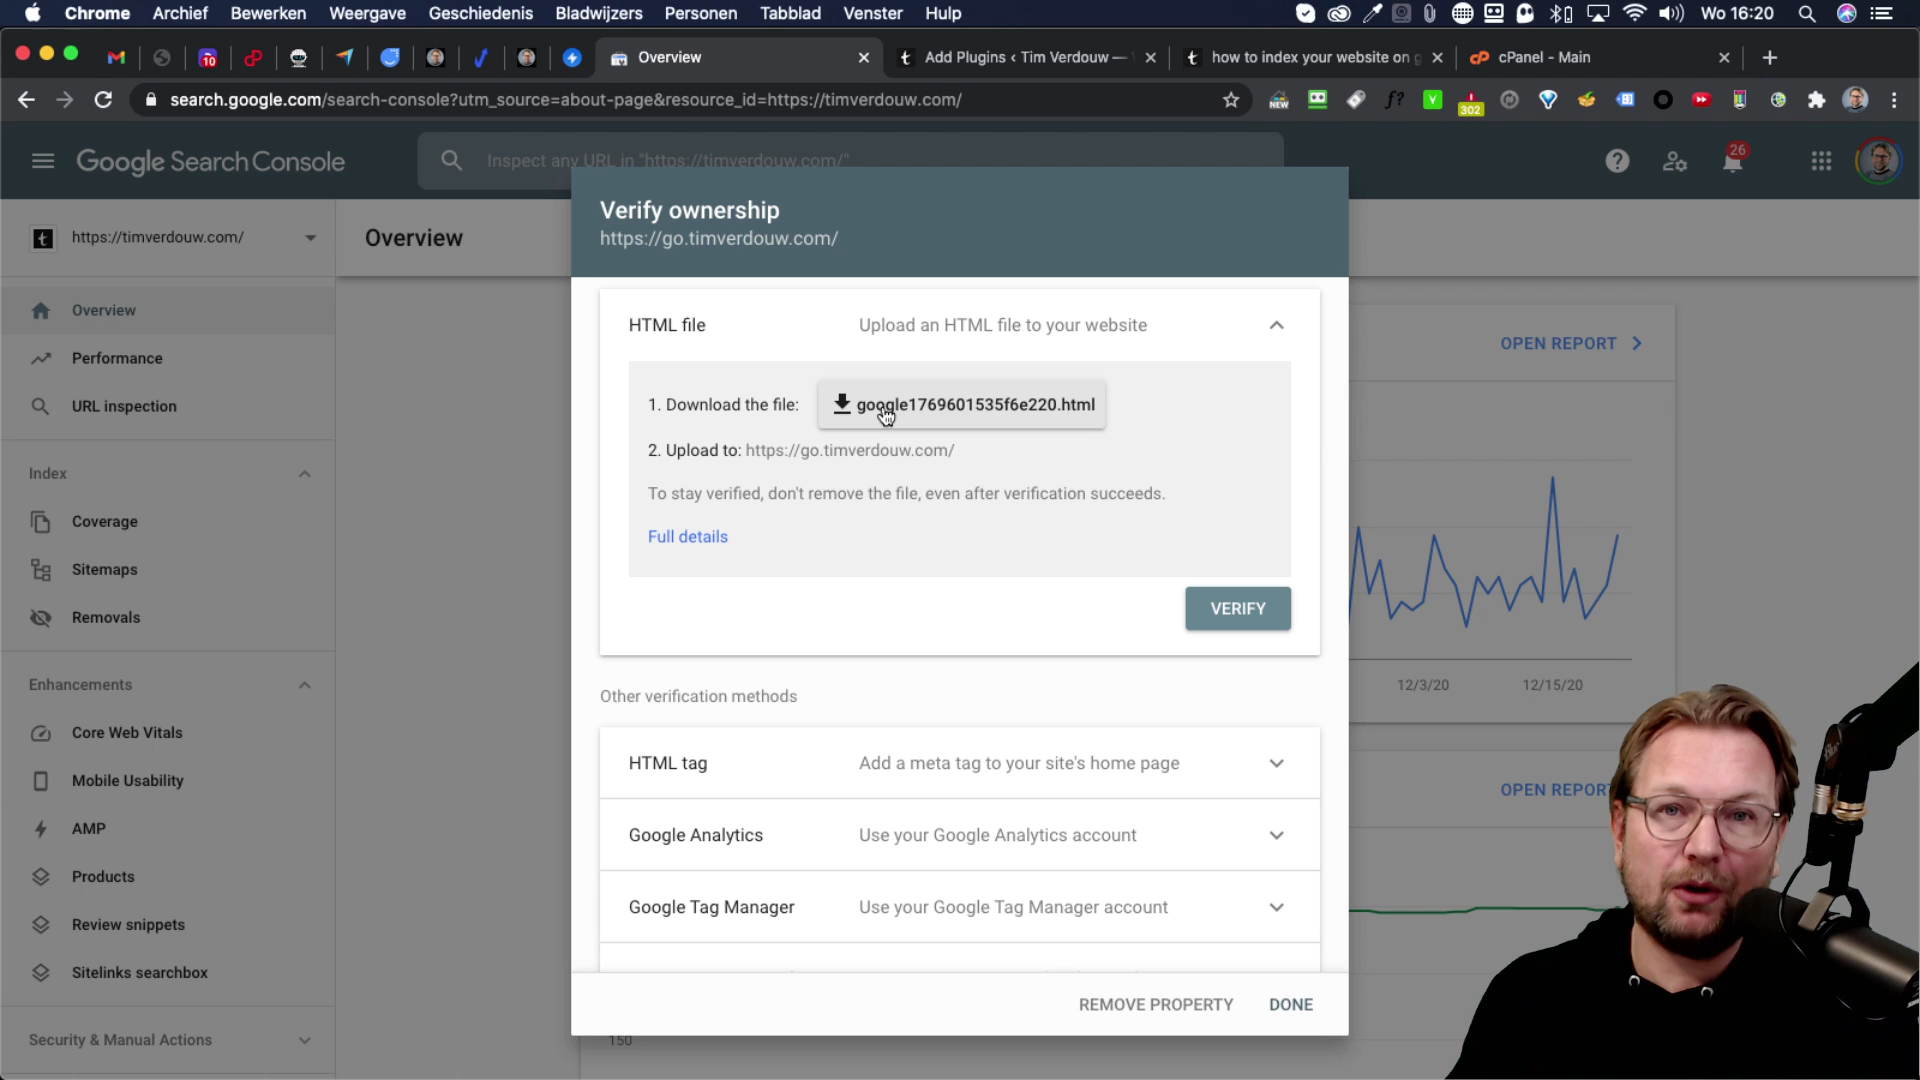 Chrome Archief Bewerken Weergave Geschiedenis Bladwijzers Personen Tabblad Venster Hulp Wo 16:20
10 Overview Add Plugins ‹ Tim Verdouw — how to index your website on g cPanel - Main
search.google.com/search-console?utm_source=about-page&resource_id=https://timverdouw.com/
NEW f? Y 302
Google Search Console
Inspect any URL in "https://timverdouw.com/"
26
t https://timverdouw.com/
Overview
Overview
Performance
URL inspection
Index
Coverage
Sitemaps
Removals
Enhancements
Core Web Vitals
Mobile Usability
AMP
Products
Review snippets
Sitelinks searchbox
Security & Manual Actions
Verify ownership
https://go.timverdouw.com/
HTML file Upload an HTML file to your website
1. Download the file: google1769601535f6e220.html
2. Upload to: https://go.timverdouw.com/
To stay verified, don't remove the file, even after verification succeeds.
Full details
VERIFY
Other verification methods
HTML tag Add a meta tag to your site's home page
Google Analytics Use your Google Analytics account
Google Tag Manager Use your Google Tag Manager account
REMOVE PROPERTY DONE
OPEN REPORT
12/3/20 12/15/20
OPEN REPORT
150